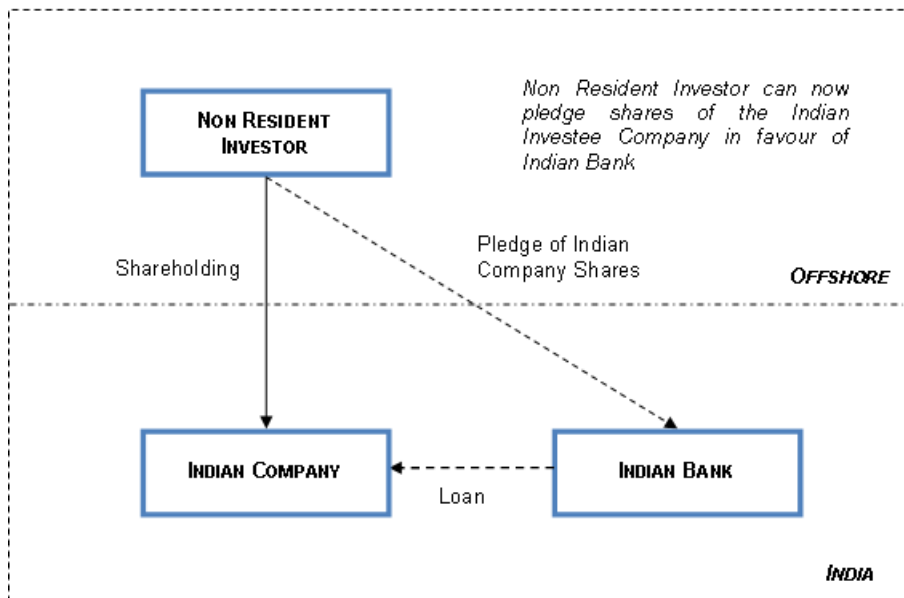 NON RESIDENT
INVESTOR
Non Resident Investor can now
pledge shares of the Indian
Investee Company in favour of
Indian Bank
Shareholding
Pledge of Indian
Company Shares
OFFSHORE
INDIAN COMPANY
INDIAN BANK
Loan
INDIA